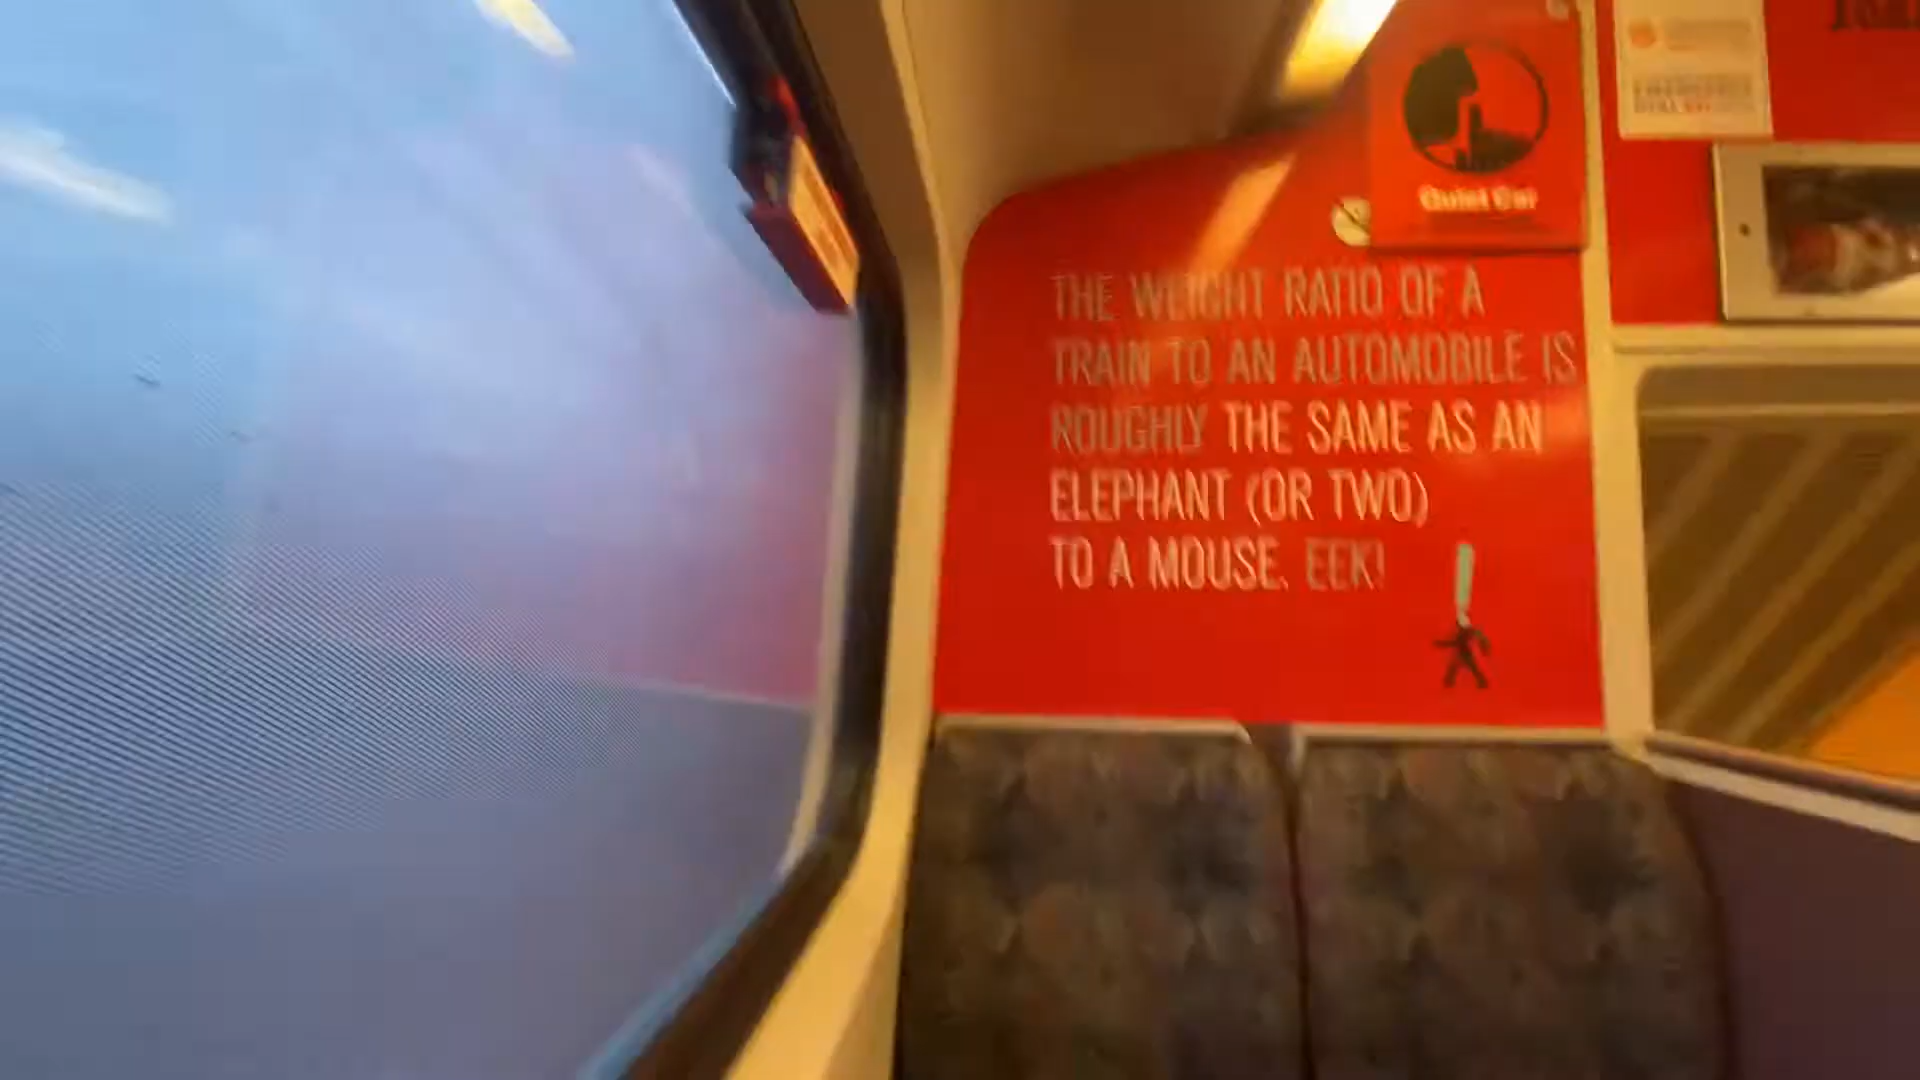 Quiet Car
THE WEIGHT RATIO OF A
TRAIN TO AN AUTOMOBILE IS
ROUGHLY THE SAME AS AN
ELEPHANT (OR TWO)
TO A MOUSE. EEK!